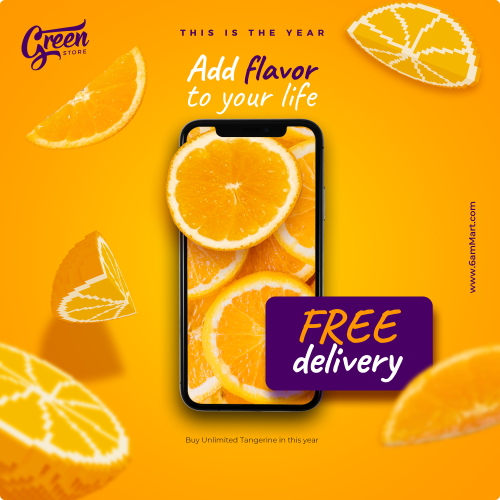 Green
STORE
THIS IS THE YEAR
Add flavor
to your life
www.6amMart.com
FREE
delivery
Buy Unlimited Tangerine in this year